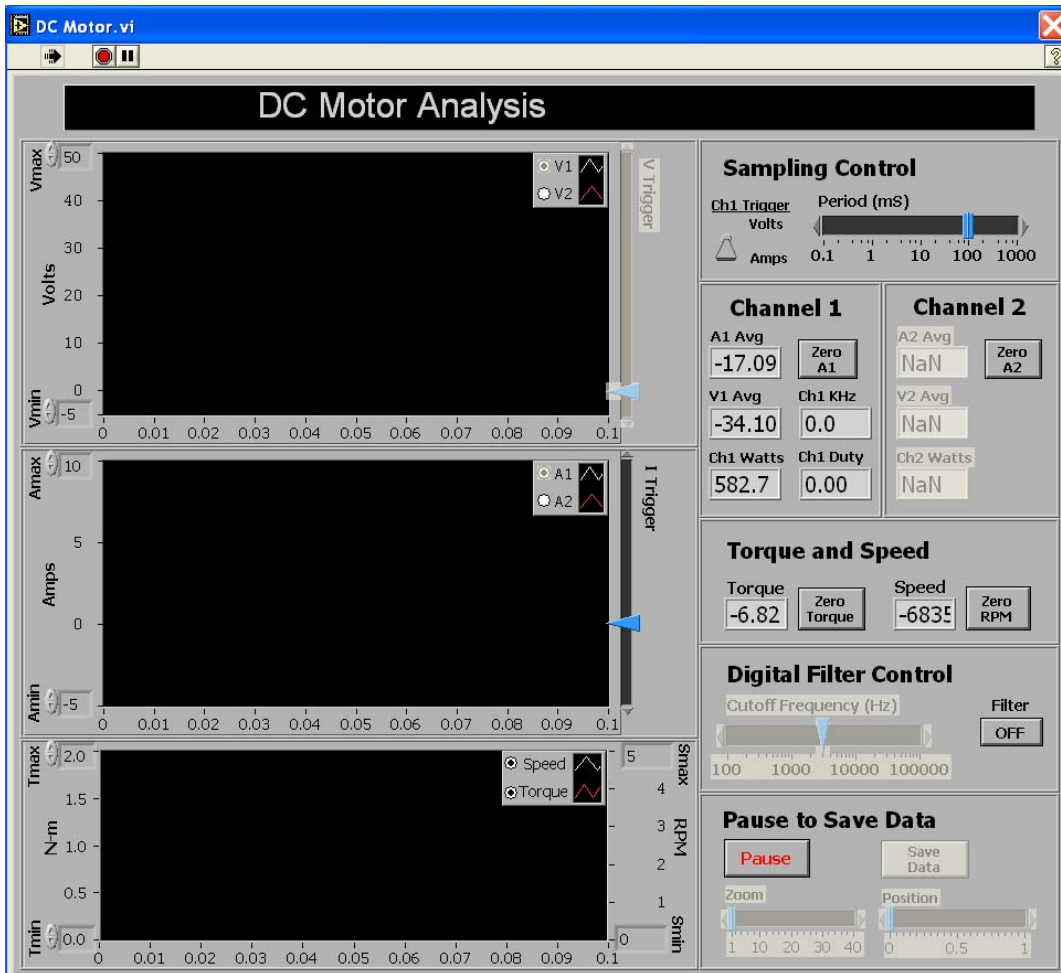 DC Motor.vi
?
DC Motor Analysis
Vmax
50
40
30
20
10
0
-5
Vmin
Volts
V1
V2
V Trigger
0 0.01 0.02 0.03 0.04 0.05 0.06 0.07 0.08 0.09 0.1
Amax
10
5
0
-5
Amin
Amps
A1
A2
I Trigger
0 0.01 0.02 0.03 0.04 0.05 0.06 0.07 0.08 0.09 0.1
Tmax
2.0
1.5
1.0
0.5
0.0
Tmin
N-m
Speed
Torque
5
4
3
2
1
0
Smax
RPM
Smin
0 0.01 0.02 0.03 0.04 0.05 0.06 0.07 0.08 0.09 0.1
Sampling Control
Ch1 Trigger
Volts
Amps
Period (mS)
0.1 1 10 100 1000
Channel 1
A1 Avg
-17.09
Zero
A1
V1 Avg Ch1 KHz
-34.10 0.0
Ch1 Watts Ch1 Duty
582.7 0.00
Channel 2
A2 Avg
NaN
Zero
A2
V2 Avg
NaN
Ch2 Watts
NaN
Torque and Speed
Torque
-6.82
Zero
Torque
Speed
-6835
Zero
RPM
Digital Filter Control
Cutoff Frequency (Hz)
100 1000 10000 100000
Filter
OFF
Pause to Save Data
Pause
Save
Data
Zoom
1 10 20 30 40
Position
0 0.5 1